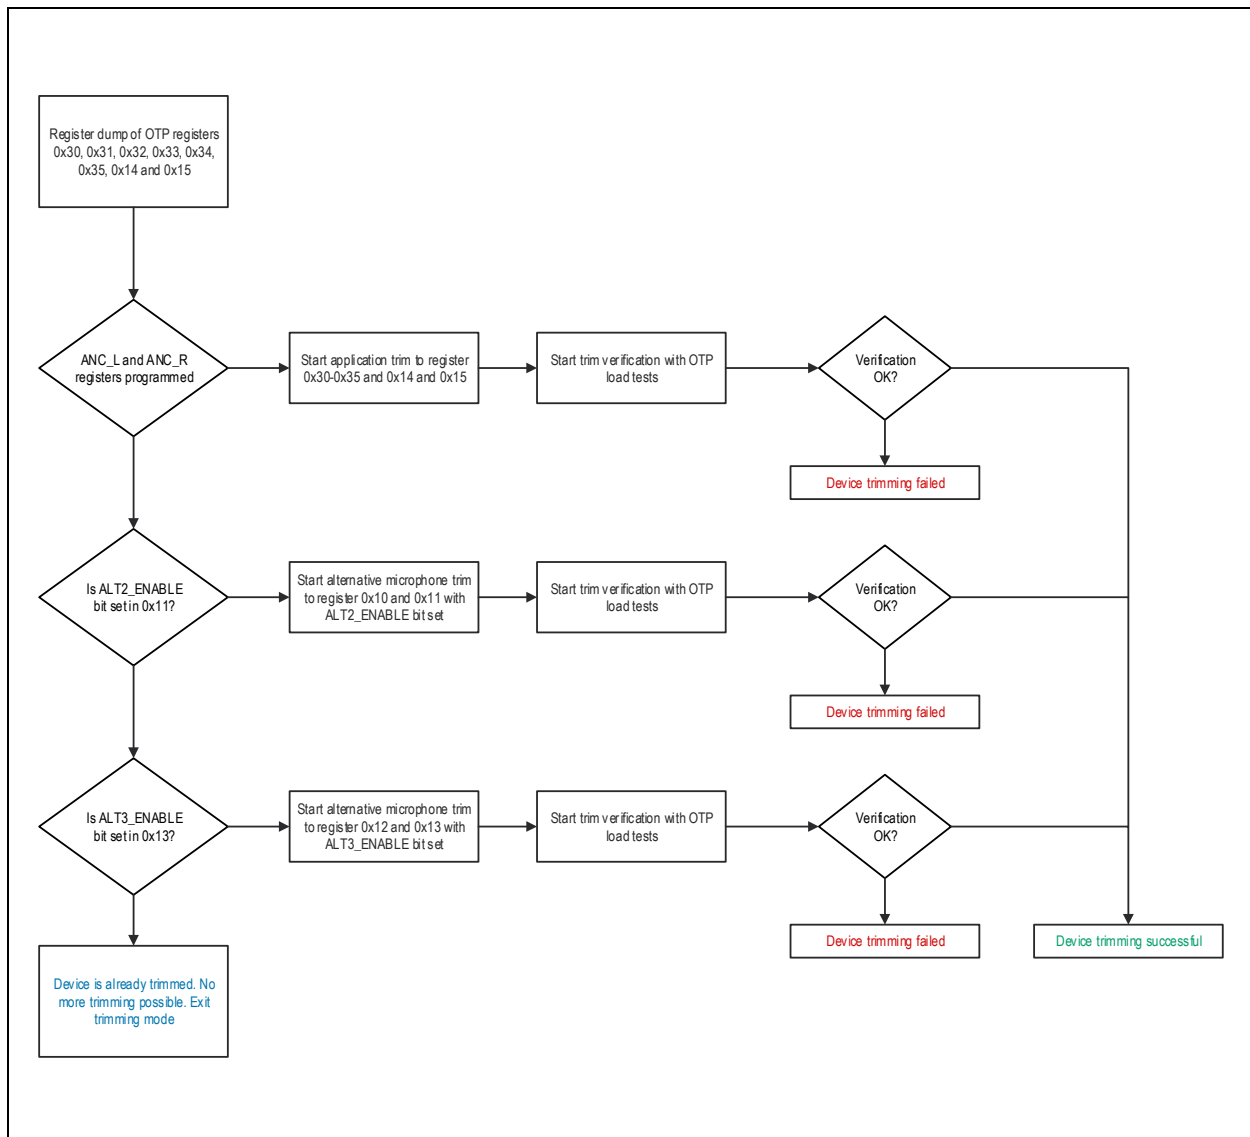 Register dump of OTP registers
0x30, 0x31, 0x32, 0x33, 0x34,
0x35, 0x14 and 0x15
ANC_L and ANC_R
registers programmed
Start application trim to register
0x30-0x35 and 0x14 and 0x15
Start trim verification with OTP
load tests
Verification
OK?
Device trimming failed
Is ALT2_ENABLE
bit set in 0x11?
Start alternative microphone trim
to register 0x10 and 0x11 with
ALT2_ENABLE bit set
Start trim verification with OTP
load tests
Verification
OK?
Device trimming failed
Is ALT3_ENABLE
bit set in 0x13?
Start alternative microphone trim
to register 0x12 and 0x13 with
ALT3_ENABLE bit set
Start trim verification with OTP
load tests
Verification
OK?
Device trimming failed
Device trimming successful
Device is already trimmed. No
more trimming possible. Exit
trimming mode